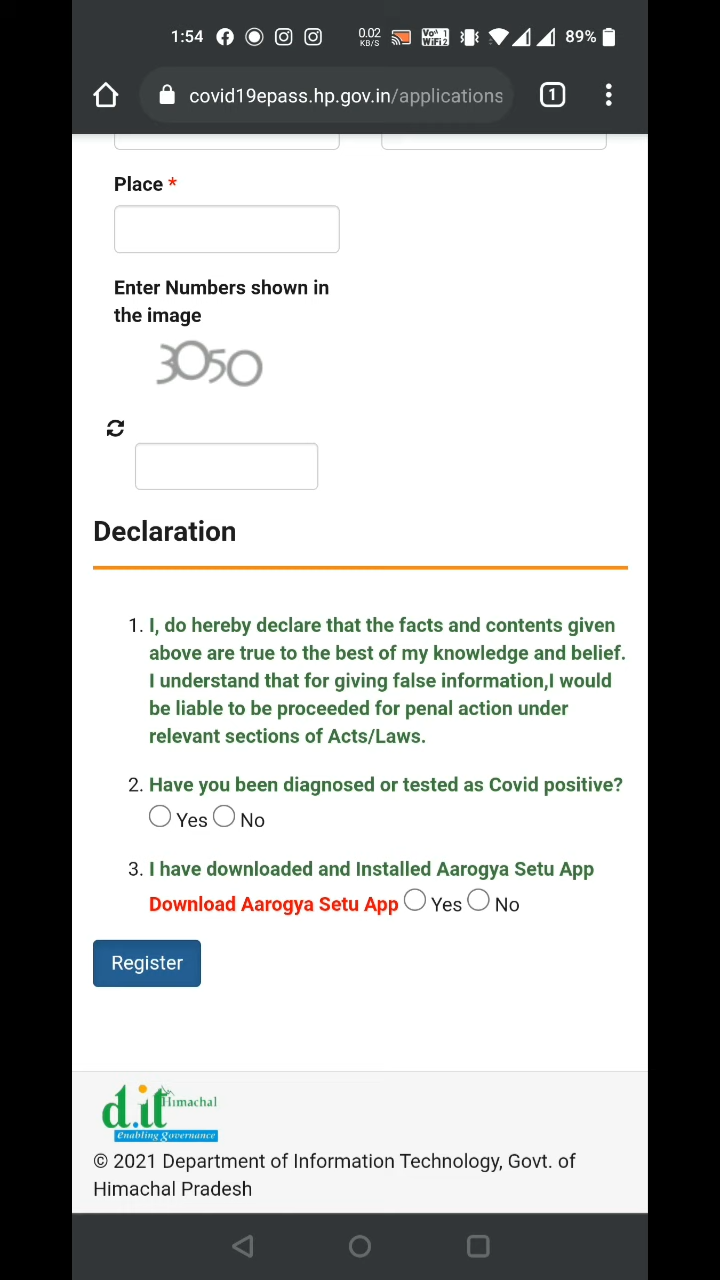 1:54
0.02
KB/S
Vo 1
WiFi2
89%
covid19epass.hp.gov.in/applications
1
Place *
Enter Numbers shown in
the image
3050
Declaration
1. I, do hereby declare that the facts and contents given
above are true to the best of my knowledge and belief.
I understand that for giving false information,I would
be liable to be proceeded for penal action under
relevant sections of Acts/Laws.
2. Have you been diagnosed or tested as Covid positive?
Yes No
3. I have downloaded and Installed Aarogya Setu App
Download Aarogya Setu App Yes No
Register
d.it Himachal
Enabling Governance
© 2021 Department of Information Technology, Govt. of
Himachal Pradesh